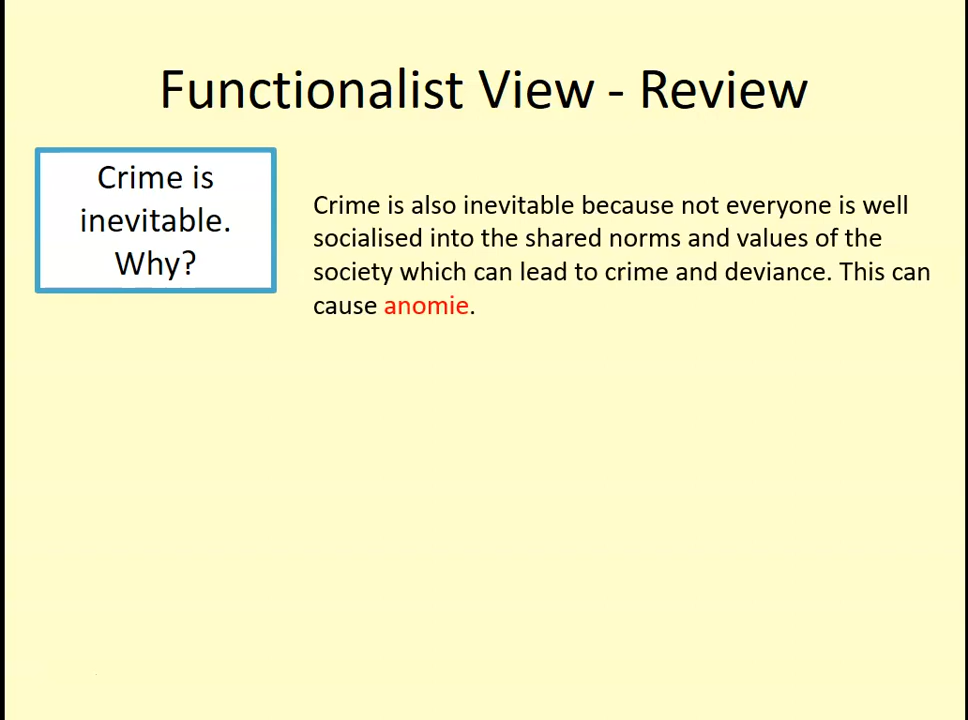 Functionalist View - Review
Crime is
inevitable.
Why?
Crime is also inevitable because not everyone is well
socialised into the shared norms and values of the
society which can lead to crime and deviance. This can
cause anomie.